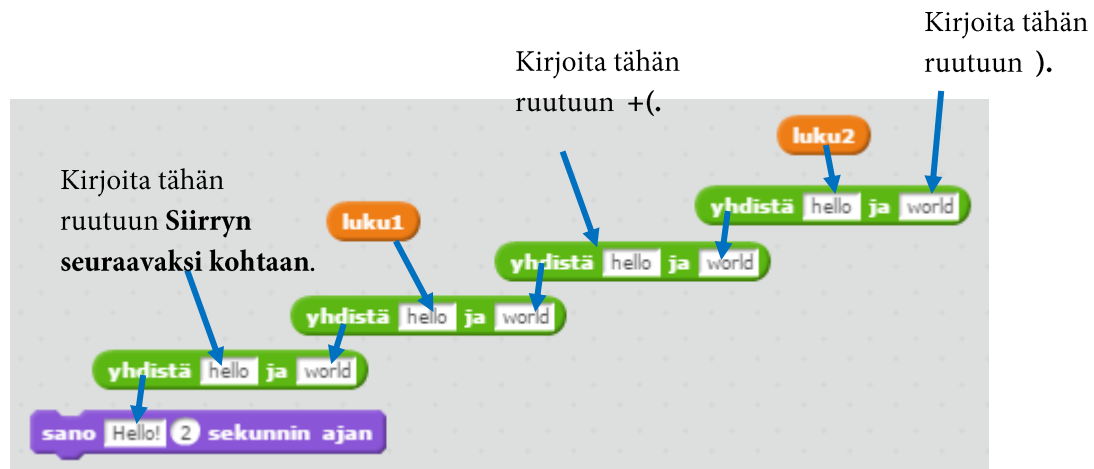 Kirjoita tähän
ruutuun ).
Kirjoita tähän
ruutuun +(.
luku2
yhdistä hello ja world
Kirjoita tähän
ruutuun Siirryn
seuraavaksi kohtaan.
luku1
yhdistä hello ja world
yhdistä hello ja world
yhdistä hello ja world
sano Hello! 2 sekunnin ajan